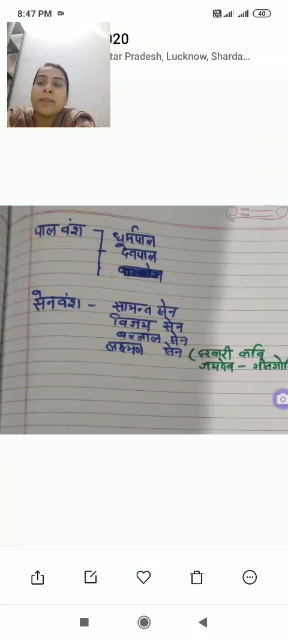 8:47 PM
40
020
tar Pradesh, Lucknow, Sharda...
पाल वंश
धर्मपाल
देवपाल
सेनवंश - सामन्त सेन
विजय सेन
बल्लाल सेन
लक्ष्मण सेन (दरबारी कवि
जयदेव - गीतगो